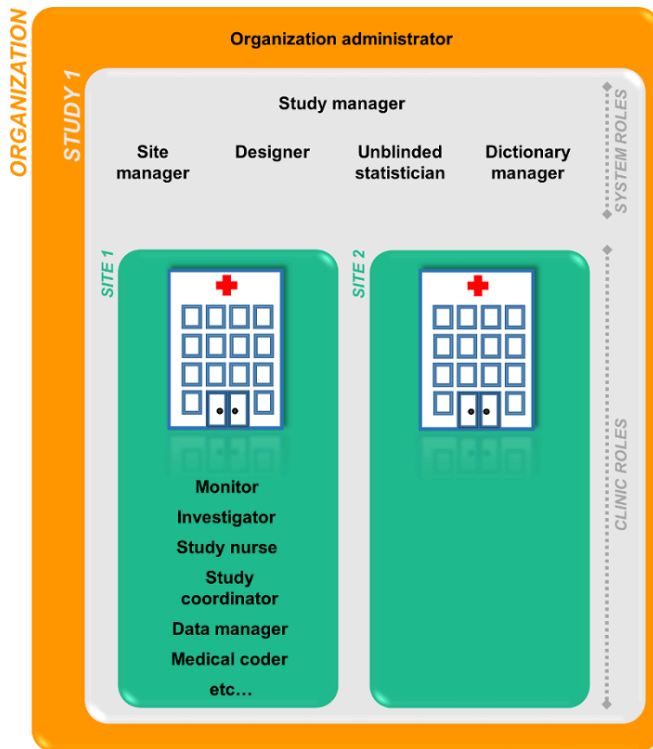 ORGANIZATION
Organization administrator
STUDY 1
Study manager
Site
manager
Designer
Unblinded
statistician
Dictionary
manager
SYSTEM ROLES
SITE 1
SITE 2
Monitor
Investigator
Study nurse
Study
coordinator
Data manager
Medical coder
etc...
CLINIC ROLES